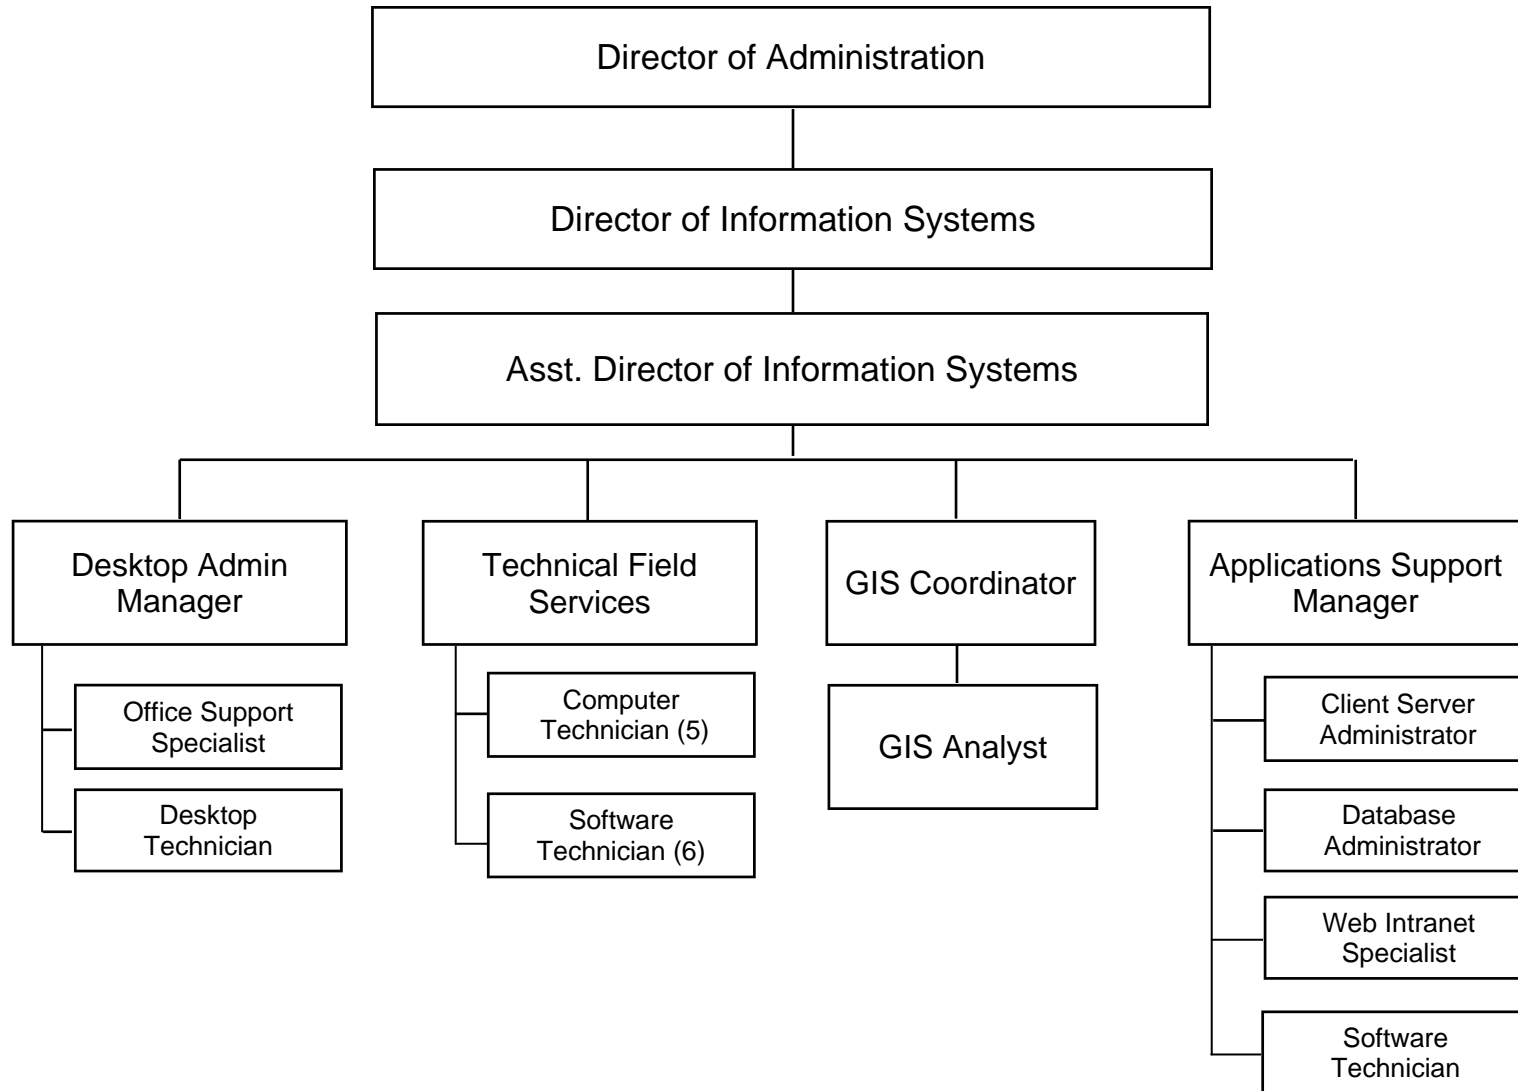 Director of Administration
Director of Information Systems
Asst. Director of Information Systems
Desktop Admin
Manager
Office Support
Specialist
Desktop
Technician
Technical Field
Services
Computer
Technician (5)
Software
Technician (6)
GIS Coordinator
GIS Analyst
Applications Support
Manager
Client Server
Administrator
Database
Administrator
Web Intranet
Specialist
Software
Technician